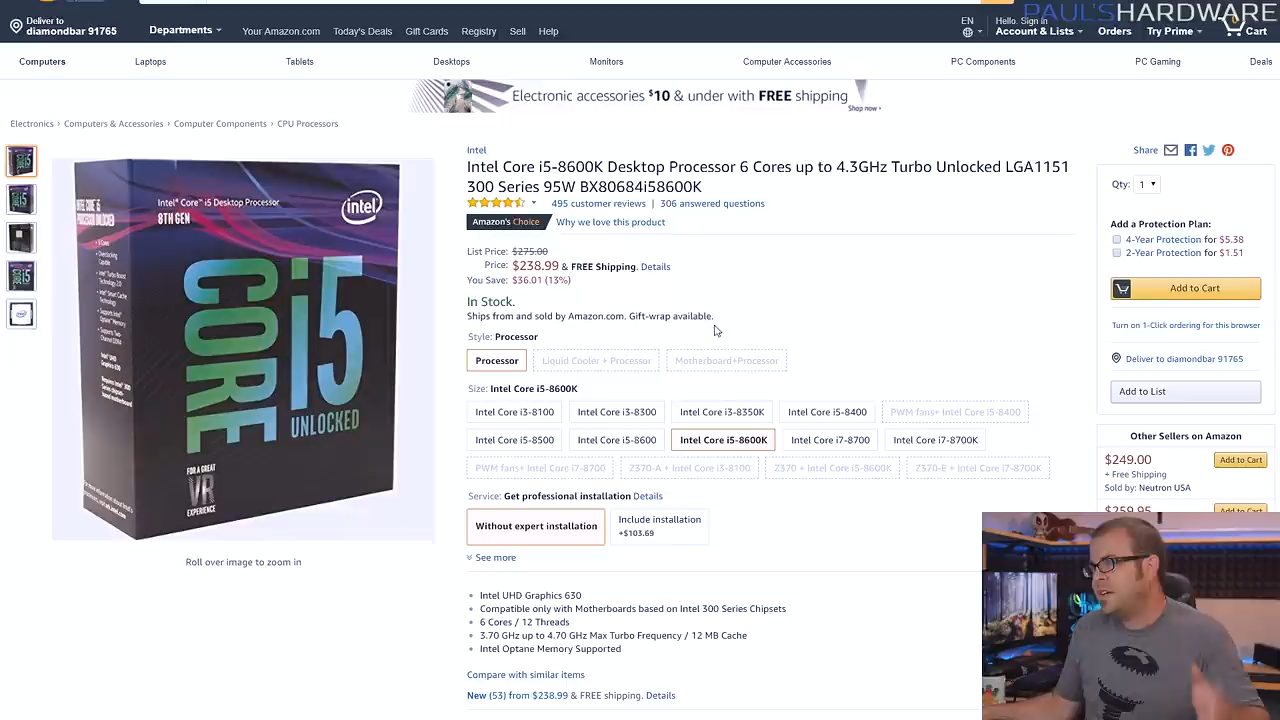 PAUL'S HARDWARE
Deliver to
diamondbar 91765
Departments
Your Amazon.com
Today's Deals
Gift Cards
Registry
Sell
Help
EN
Hello. Sign in
Account & Lists
Orders
Try Prime
0
Cart
Computers
Laptops
Tablets
Desktops
Monitors
Computer Accessories
PC Components
PC Gaming
Deals
Electronic accessories $10 & under with FREE shipping
Shop now ›
Electronics › Computers & Accessories › Computer Components › CPU Processors
Intel® Core™ i5 Desktop Processor
8TH GEN
intel
CORE i5
UNLOCKED
FOR A GREAT
VR
EXPERIENCE
Roll over image to zoom in
Intel
Intel Core i5-8600K Desktop Processor 6 Cores up to 4.3GHz Turbo Unlocked LGA1151
300 Series 95W BX80684i58600K
495 customer reviews | 306 answered questions
Amazon's Choice
Why we love this product
List Price: $275.00
Price: $238.99 & FREE Shipping. Details
You Save: $36.01 (13%)
In Stock.
Ships from and sold by Amazon.com. Gift-wrap available.
Style: Processor
Processor
Liquid Cooler + Processor
Motherboard+Processor
Size: Intel Core i5-8600K
Intel Core i3-8100
Intel Core i3-8300
Intel Core i3-8350K
Intel Core i5-8400
PWM fans+ Intel Core i5-8400
Intel Core i5-8500
Intel Core i5-8600
Intel Core i5-8600K
Intel Core i7-8700
Intel Core i7-8700K
PWM fans+ Intel Core i7-8700
Z370-A + Intel Core i3-8100
Z370 + Intel Core i5-8600K
Z370-E + Intel Core i7-8700K
Service: Get professional installation Details
Without expert installation
Include installation
+$103.69
See more
• Intel UHD Graphics 630
• Compatible only with Motherboards based on Intel 300 Series Chipsets
• 6 Cores / 12 Threads
• 3.70 GHz up to 4.70 GHz Max Turbo Frequency / 12 MB Cache
• Intel Optane Memory Supported
Compare with similar items
New (53) from $238.99 & FREE shipping. Details
Share
Qty: 1
Add a Protection Plan:
4-Year Protection for $5.38
2-Year Protection for $1.51
Add to Cart
Turn on 1-Click ordering for this browser
Deliver to diamondbar 91765
Add to List
Other Sellers on Amazon
$249.00
Add to Cart
+ Free Shipping
Sold by: Neutron USA
$259.95
Add to Cart